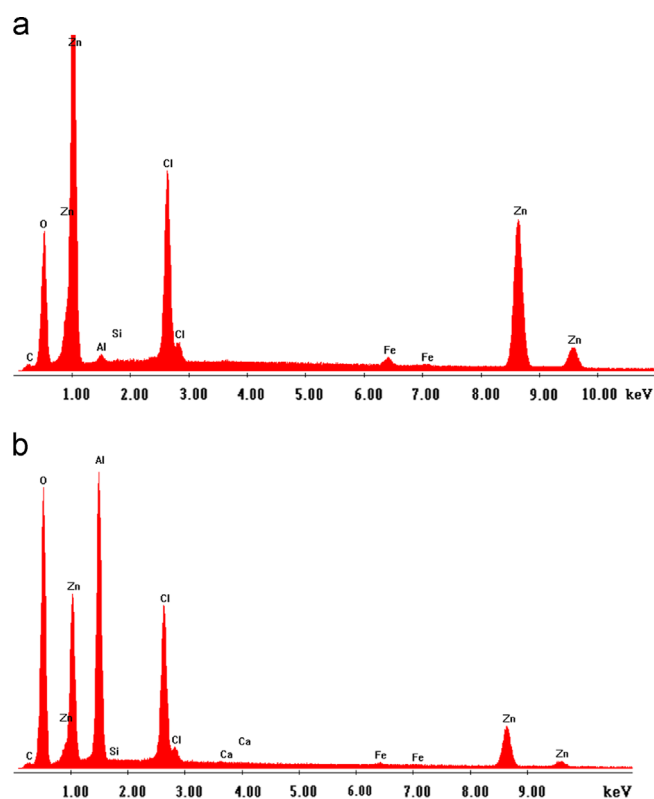 a
Zn
Cl
Zn
Zn
O
Si
Cl
Al
Fe
Fe
Zn
C
1.00 2.00 3.00 4.00 5.00 6.00 7.00 8.00 9.00 10.00 keV
b
Al
O
Zn
Cl
Zn
Zn
Cl
Ca
Si
Ca
Fe
Fe
Zn
C
1.00 2.00 3.00 4.00 5.00 6.00 7.00 8.00 9.00 keV